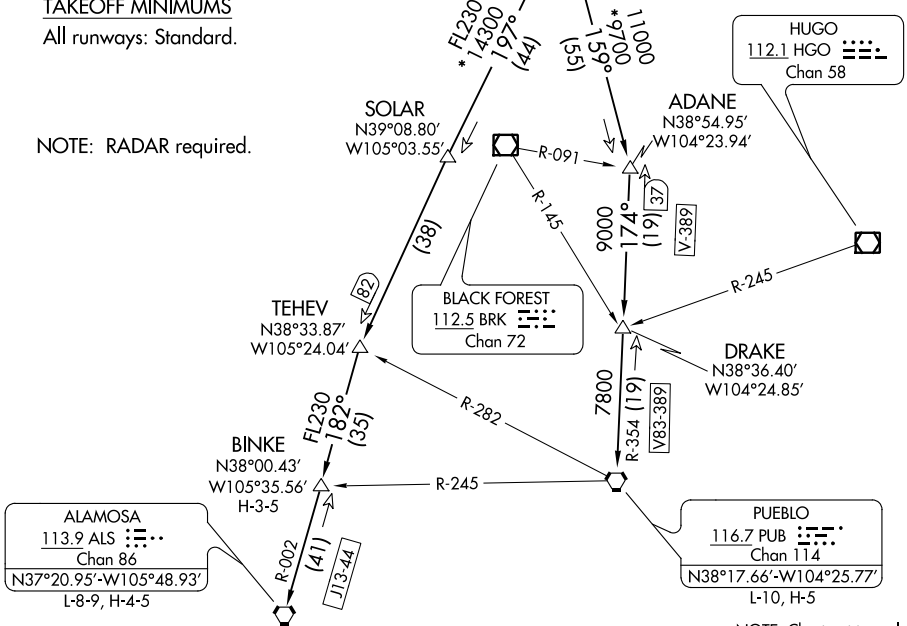 TAKEOFF MINIMUMS
All runways: Standard.
NOTE: RADAR required.
FL230
*14300
197°
(44)
11000
*9700
159°
(55)
HUGO
112.1 HGO
Chan 58
SOLAR
N39°08.80'
W105°03.55'
ADANE
N38°54.95'
W104°23.94'
R-091
R-145
37
9000
174°
(19)
V-389
(38)
82
R-245
BLACK FOREST
112.5 BRK
Chan 72
TEHEV
N38°33.87'
W105°24.04'
DRAKE
N38°36.40'
W104°24.85'
FL230
182°
(35)
R-282
7800
R-354 (19)
V83-389
BINKE
N38°00.43'
W105°35.56'
H-3-5
R-245
ALAMOSA
113.9 ALS
Chan 86
N37°20.95'-W105°48.93'
L-8-9, H-4-5
R-002
(41)
J13-44
PUEBLO
116.7 PUB
Chan 114
N38°17.66'-W104°25.77'
L-10, H-5